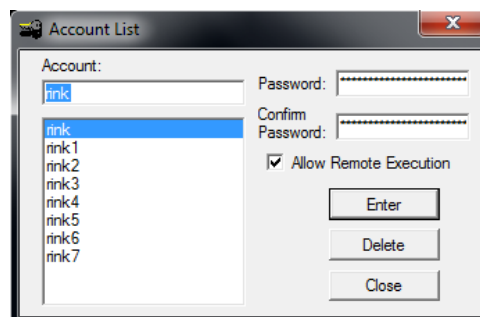 Account List
Account:
rink
rink
rink1
rink2
rink3
rink4
rink5
rink6
rink7
Password: ************************
Confirm
Password: ************************
Allow Remote Execution
Enter
Delete
Close